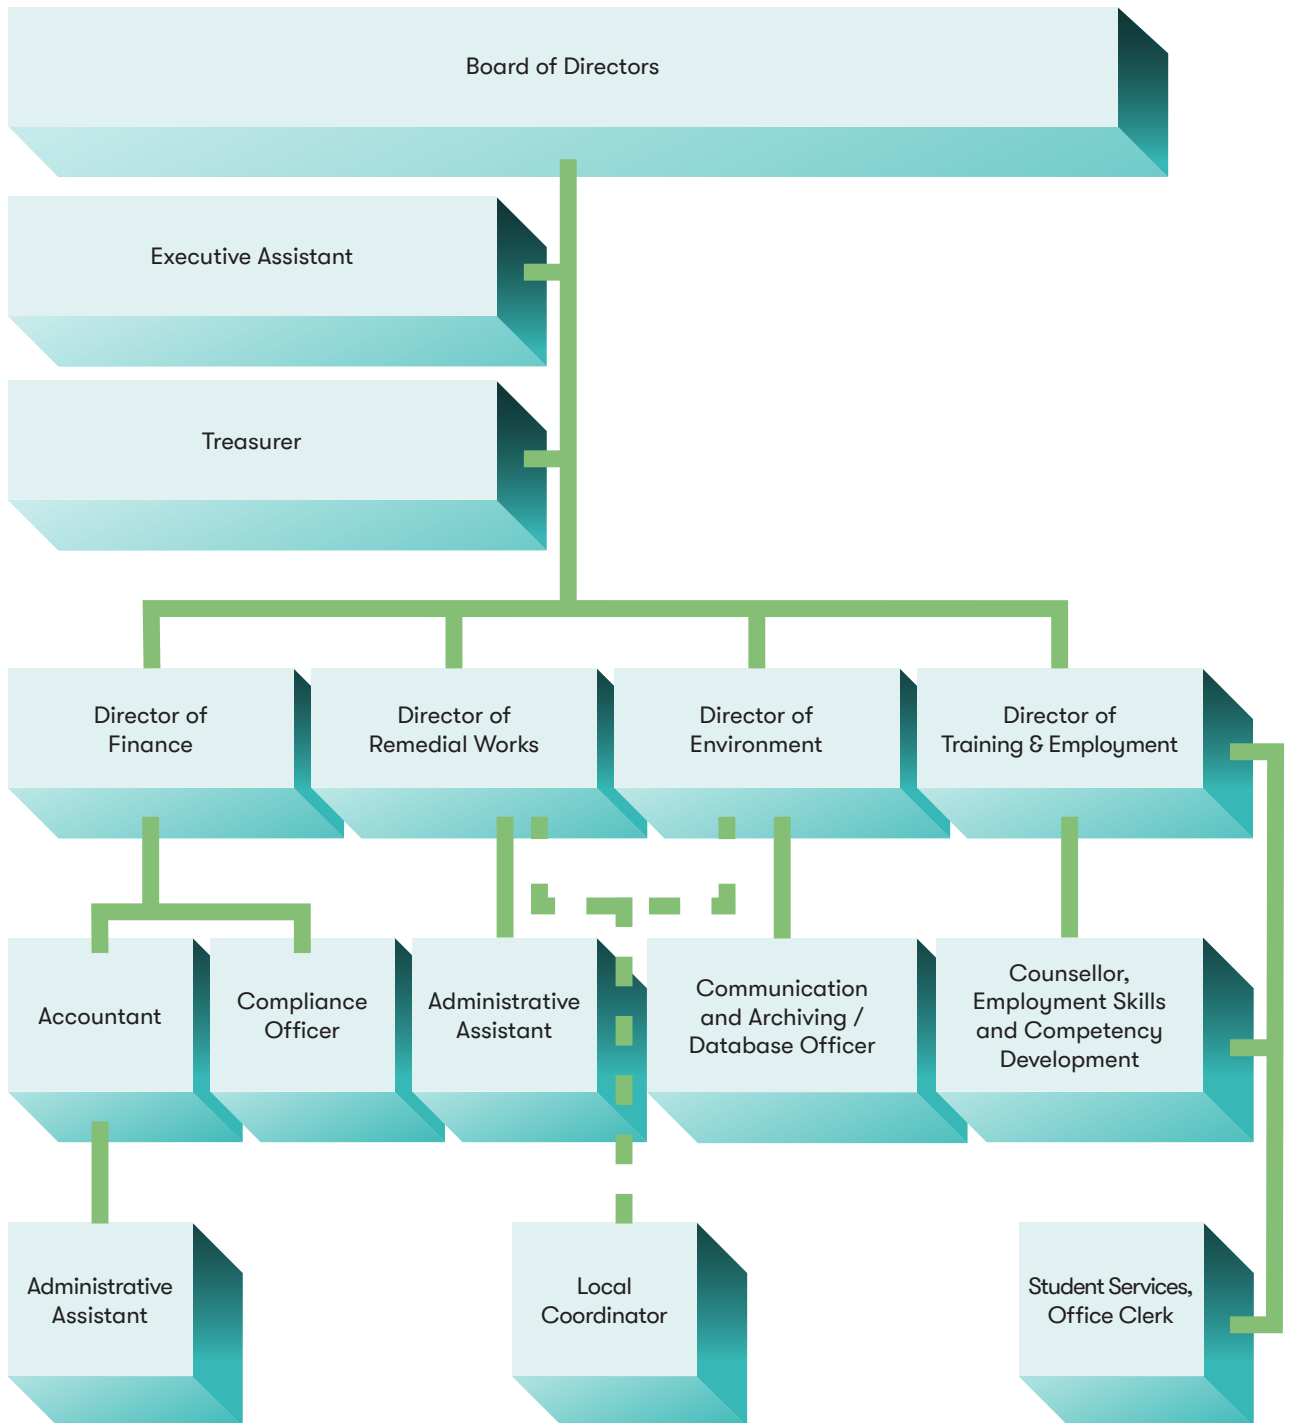 Board of Directors
Executive Assistant
Treasurer
Director of
Finance
Director of
Remedial Works
Director of
Environment
Director of
Training & Employment
Accountant
Compliance
Officer
Administrative
Assistant
Communication
and Archiving /
Database Officer
Counsellor,
Employment Skills
and Competency
Development
Administrative
Assistant
Local
Coordinator
Student Services,
Office Clerk